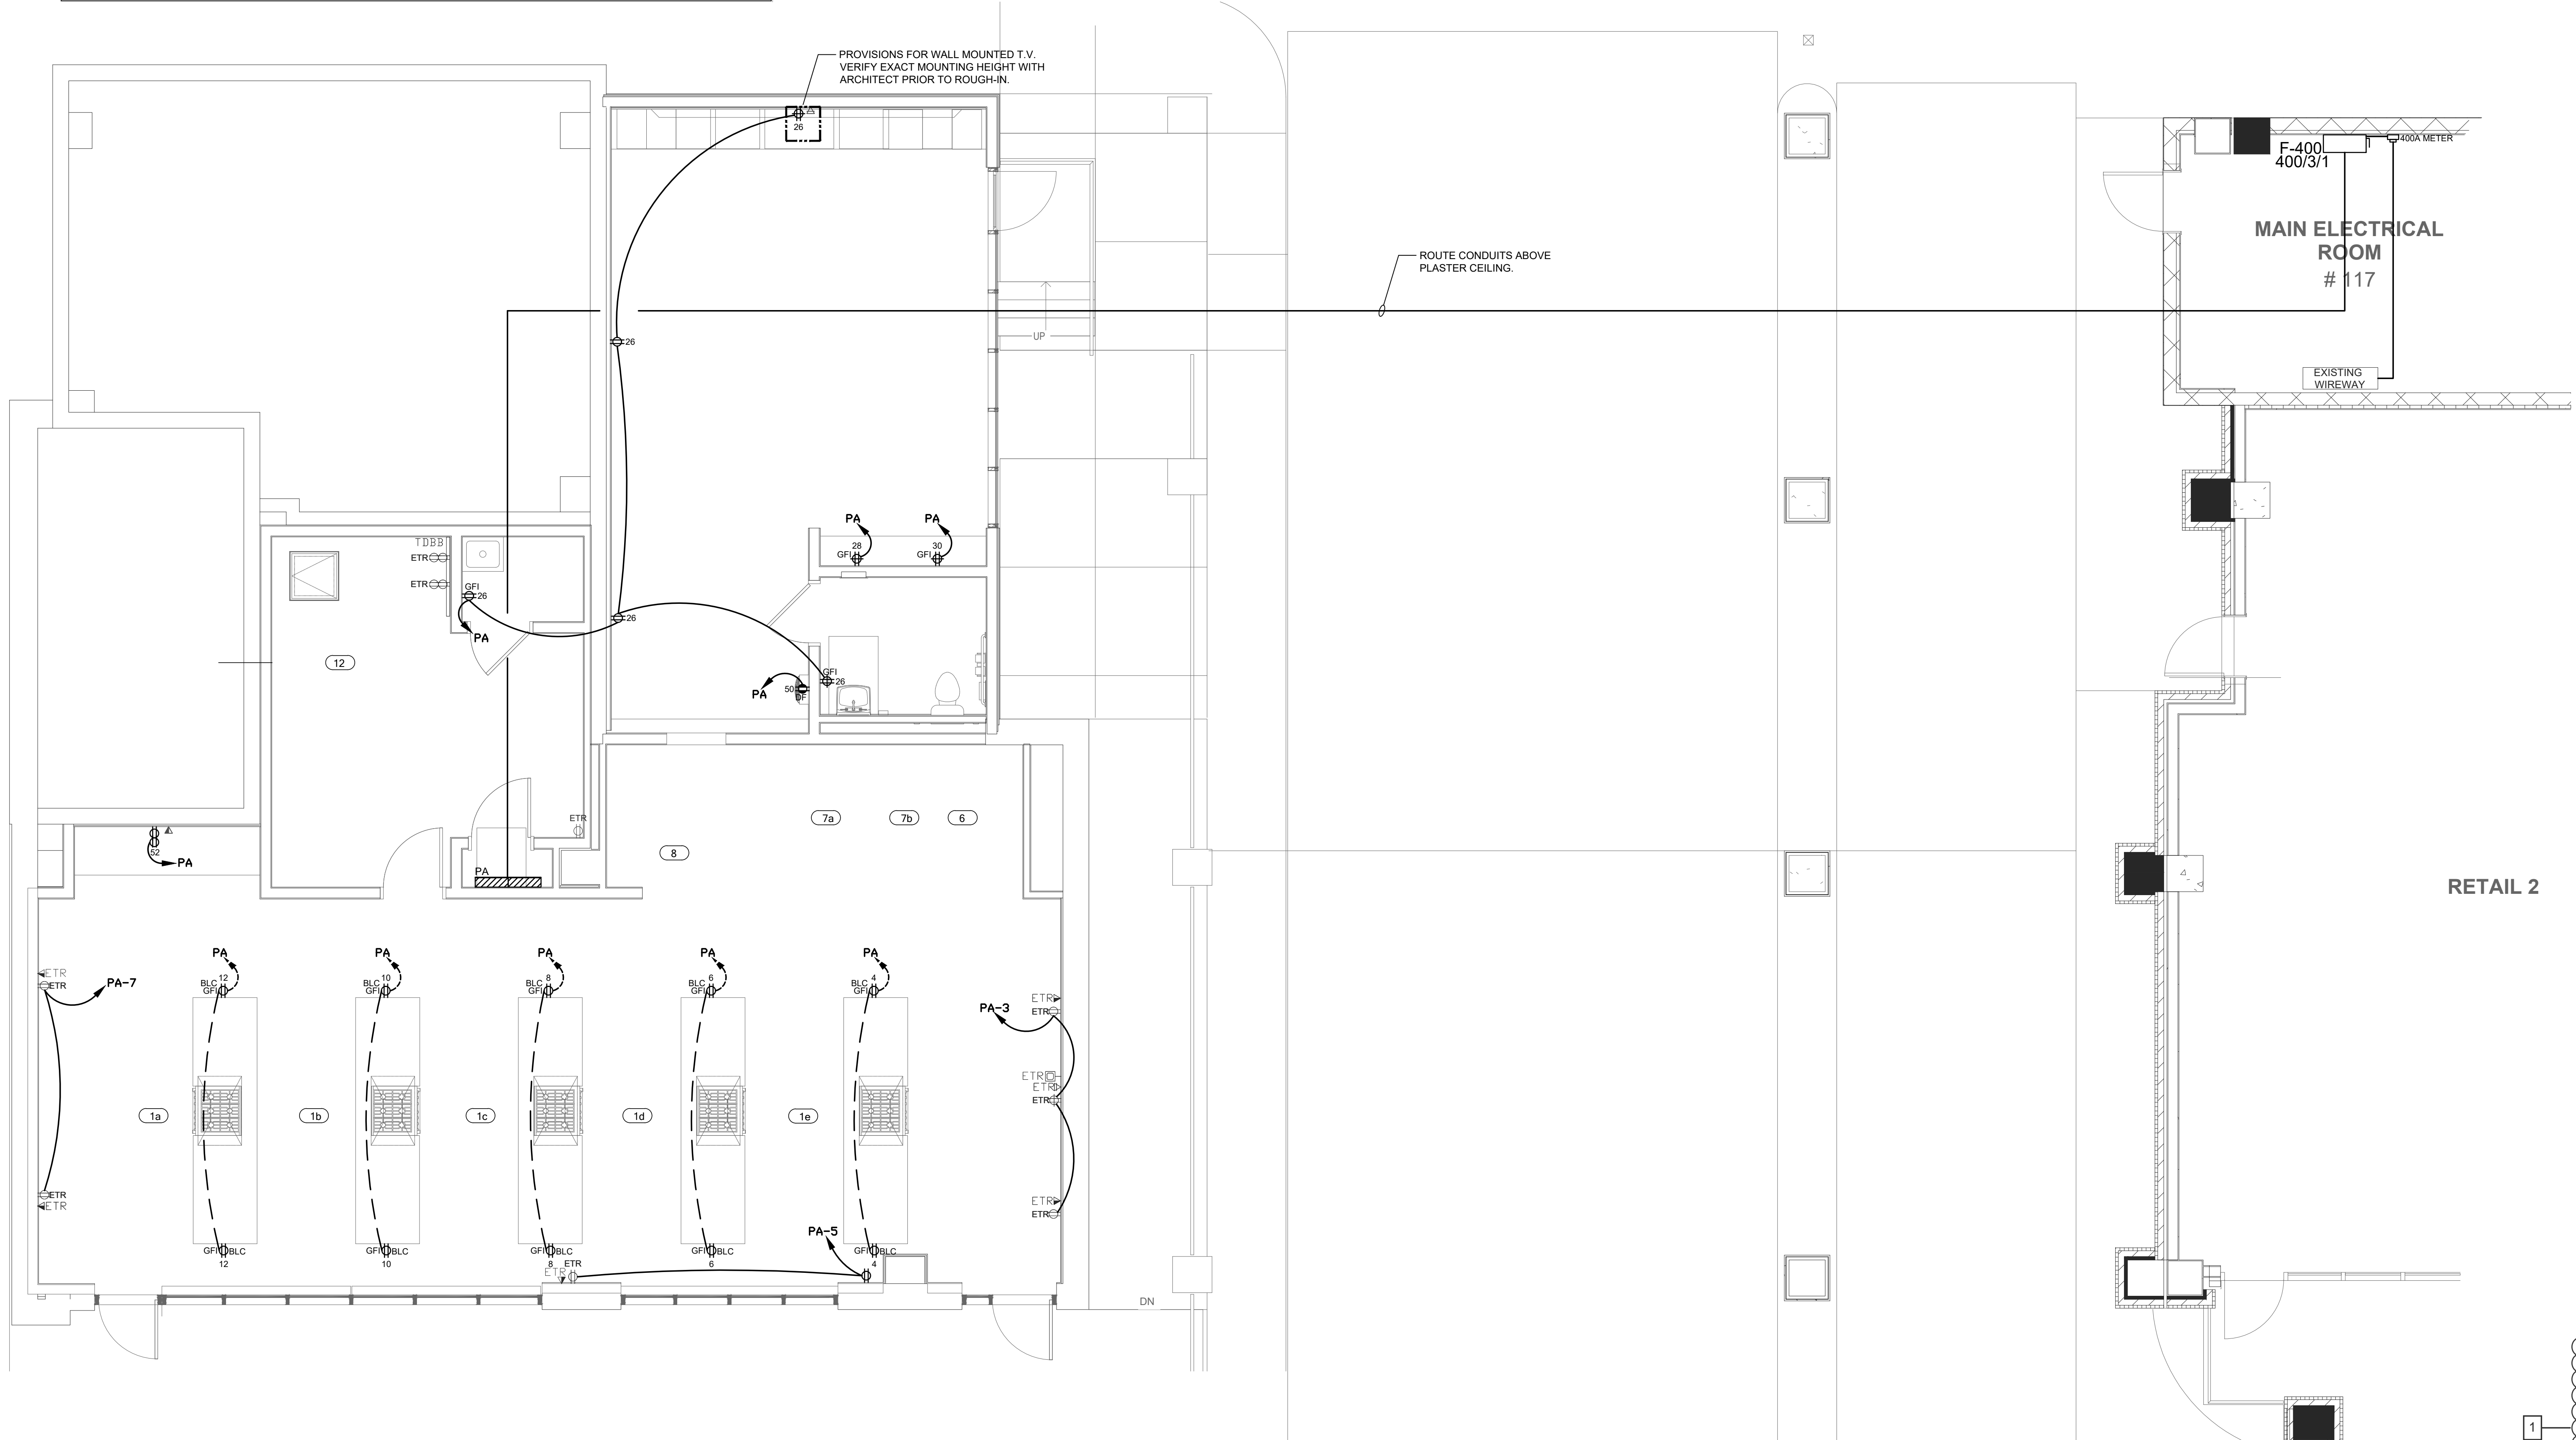 PROVISIONS FOR WALL MOUNTED T.V.
VERIFY EXACT MOUNTING HEIGHT WITH
ARCHITECT PRIOR TO ROUGH-IN.
26
400A METER
F-400
400/3/1
MAIN ELECTRICAL
ROOM
# 117
ROUTE CONDUITS ABOVE
PLASTER CEILING.
UP
26
EXISTING
WIREWAY
PA
PA
TDBB
28
30
ETR
GFI
GFI
ETR
GFI
26
26
PA
12
GFI
26
50
PA
DF
7a
7b
6
ETR
8
52
PA
PA
RETAIL 2
PA
PA
PA
PA
PA
ETR
ETR
PA-7
12
BLC
GFI
10
BLC
GFI
8
BLC
GFI
6
BLC
GFI
4
BLC
GFI
ETR
PA-3
ETR
ETR
ETR
ETR
1a
1b
1c
1d
1e
ETR
ETR
ETR
ETR
PA-5
GFI
BLC
12
GFI
BLC
10
GFI
BLC
8
GFI
BLC
6
GFI
BLC
4
ETR
ETR
DN
1